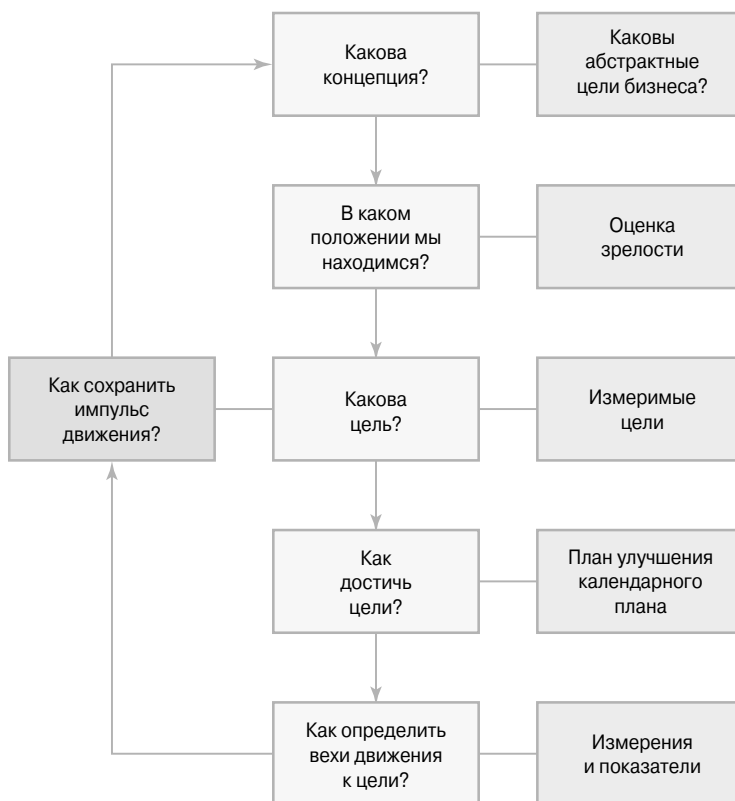 Какова
концепция?
Каковы
абстрактные
цели бизнеса?
В каком
положении мы
находимся?
Оценка
зрелости
Как сохранить
импульс
движения?
Какова
цель?
Измеримые
цели
Как
достичь
цели?
План улучшения
календарного
плана
Как определить
вехи движения
к цели?
Измерения
и показатели